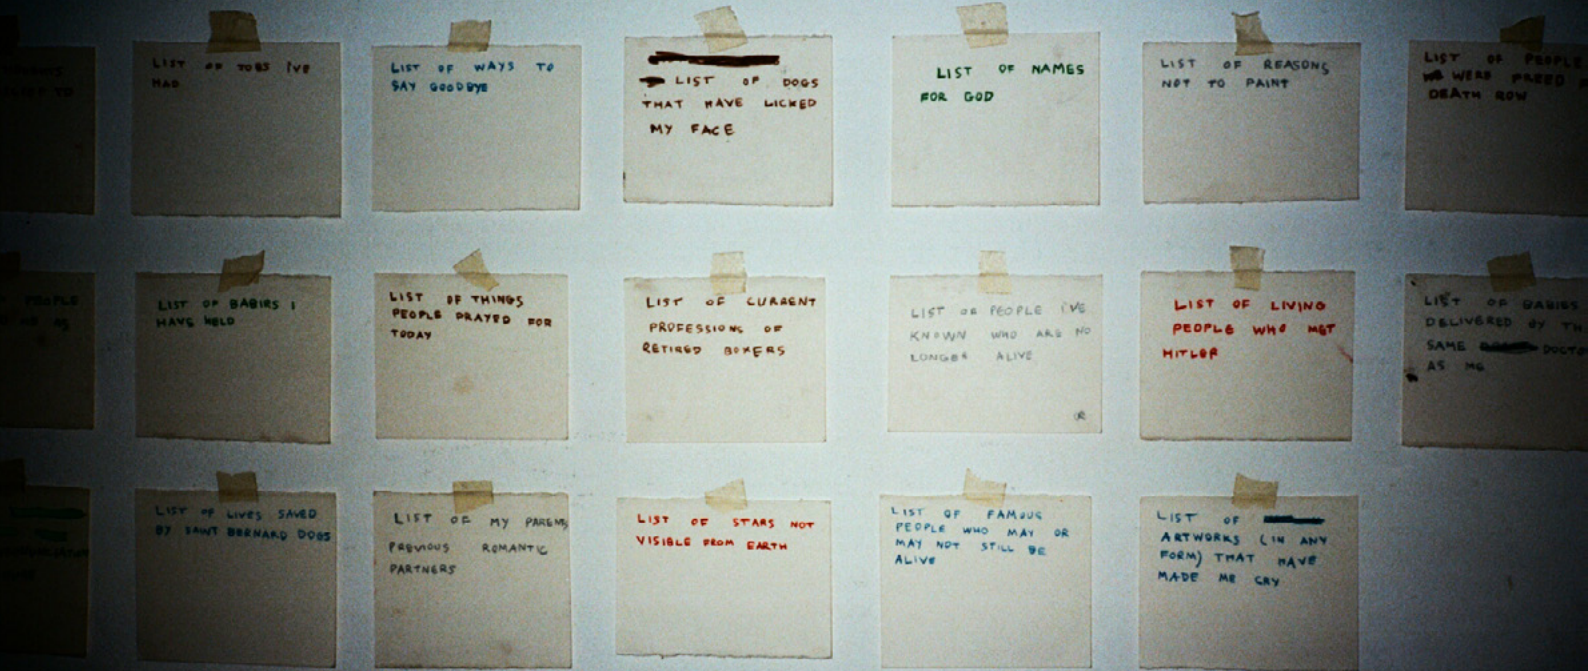 LIST OF JOBS I'VE
HAD
LIST OF WAYS TO
SAY GOODBYE
LIST OF DOGS
THAT HAVE LICKED
MY FACE
LIST OF NAMES
FOR GOD
LIST OF REASONS
NOT TO PAINT
LIST OF PEOPLE
WERE FREED
DEATH ROW
PEOPLE
AS
LIST OF BABIES I
HAVE HELD
LIST OF THINGS
PEOPLE PRAYED FOR
TODAY
LIST OF CURRENT
PROFESSIONS OF
RETIRED BOXERS
LIST OF PEOPLE I'VE
KNOWN WHO ARE NO
LONGER ALIVE
LIST OF LIVING
PEOPLE WHO MET
HITLER
LIST OF BABIES
DELIVERED BY TH
SAME DOCTO
AS ME
LIST OF LIVES SAVED
BY SAINT BERNARD DOGS
LIST OF MY PARENTS
PREVIOUS ROMANTIC
PARTNERS
LIST OF STARS NOT
VISIBLE FROM EARTH
LIST OF FAMOUS
PEOPLE WHO MAY OR
MAY NOT STILL BE
ALIVE
LIST OF
ARTWORKS (IN ANY
FORM) THAT HAVE
MADE ME CRY